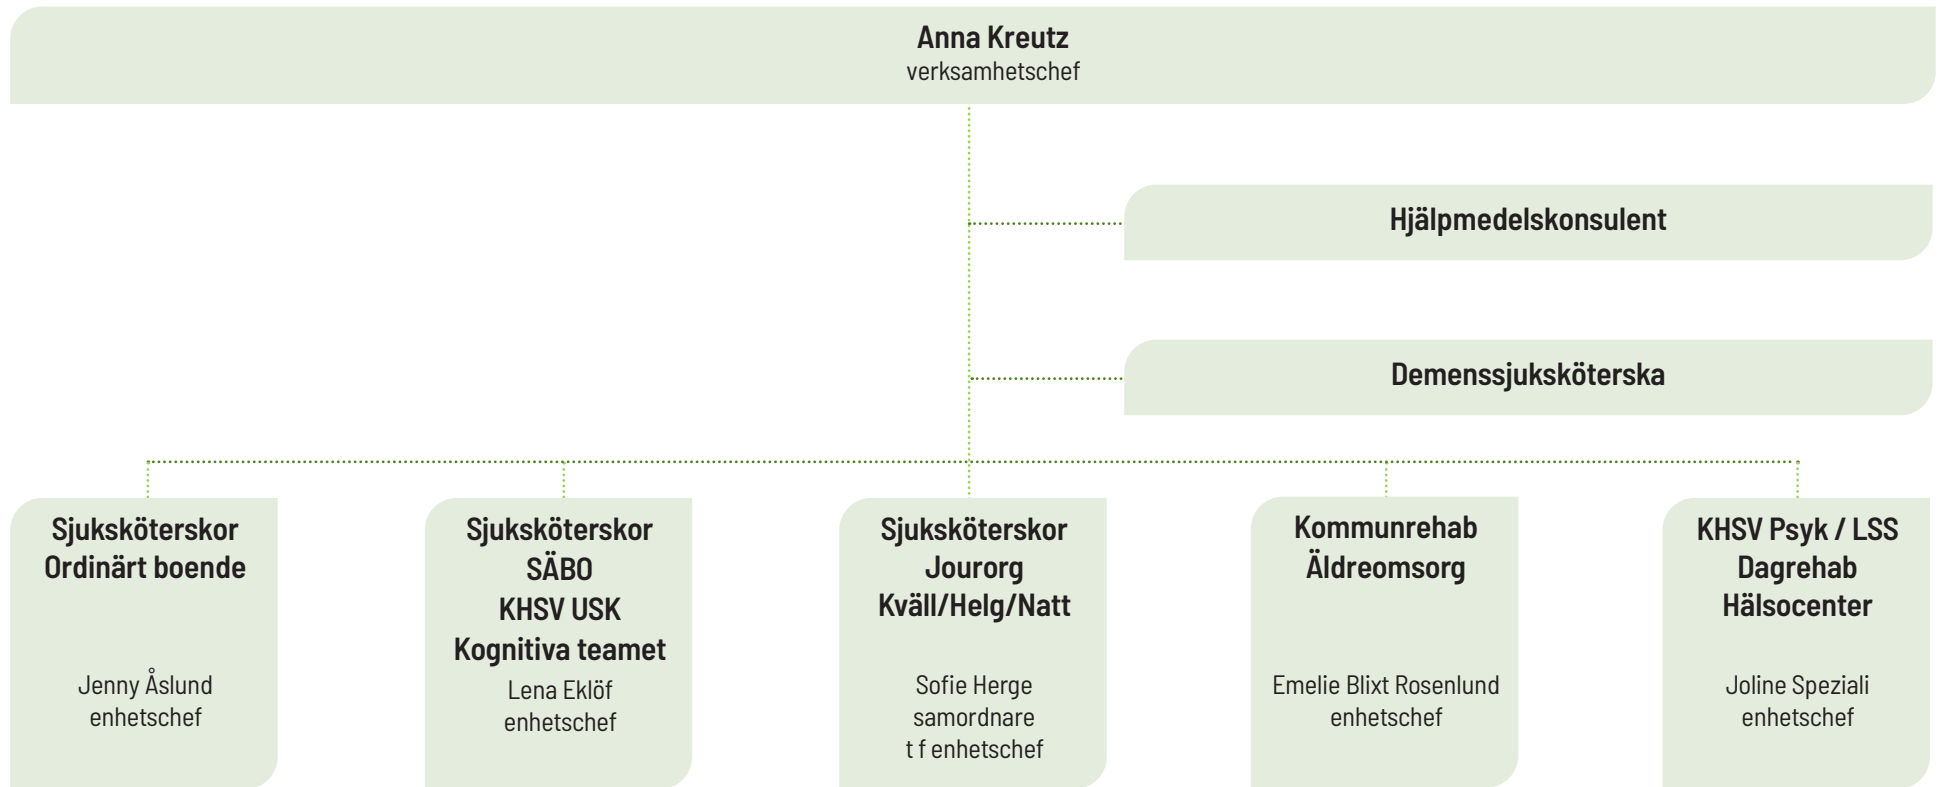 Anna Kreutz
verksamhetschef
Hjälpmedelskonsulent
Demenssjuksköterska
Sjuksköterskor
Ordinärt boende
Jenny Åslund
enhetschef
Sjuksköterskor
SÄBO
KHSV USK
Kognitiva teamet
Lena Eklöf
enhetschef
Sjuksköterskor
Jourorg
Kväll/Helg/Natt
Sofie Herge
samordnare
t f enhetschef
Kommunrehab
Äldreomsorg
Emelie Blixt Rosenlund
enhetschef
KHSV Psyk / LSS
Dagrehab
Hälsocenter
Joline Speziali
enhetschef